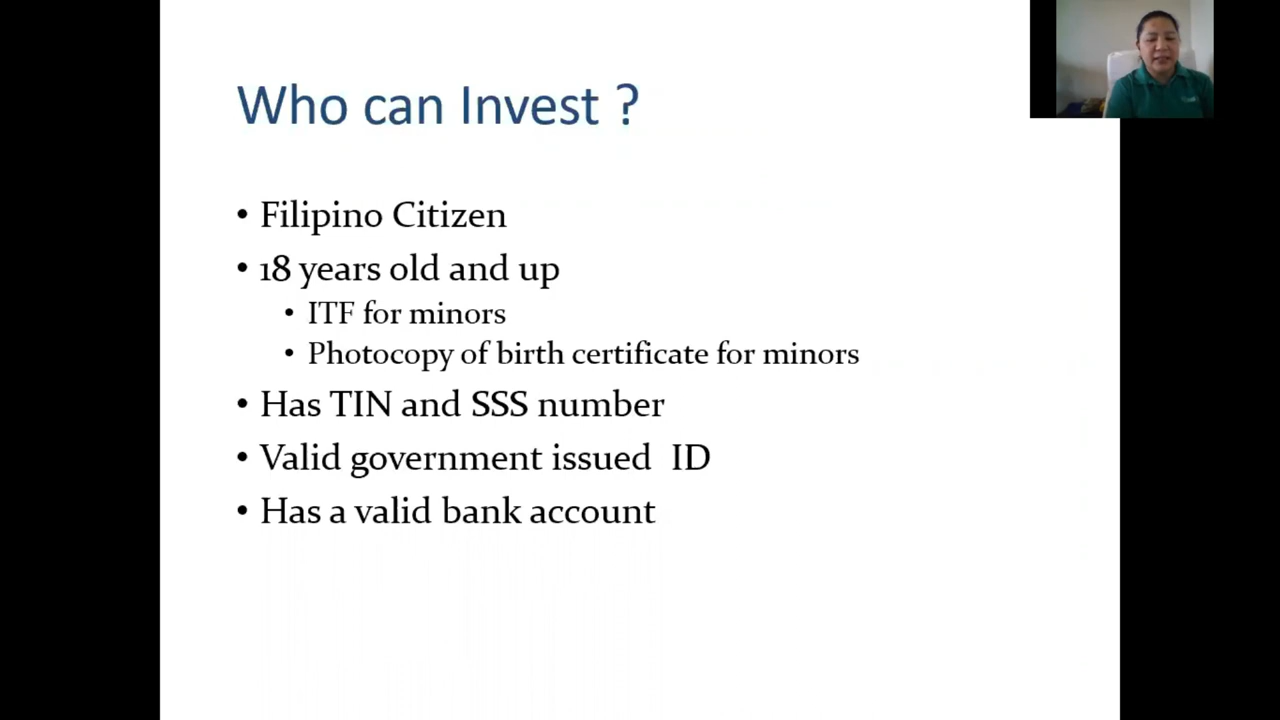 Who can Invest ?
• Filipino Citizen
• 18 years old and up
• ITF for minors
• Photocopy of birth certificate for minors
• Has TIN and SSS number
• Valid government issued  ID
• Has a valid bank account